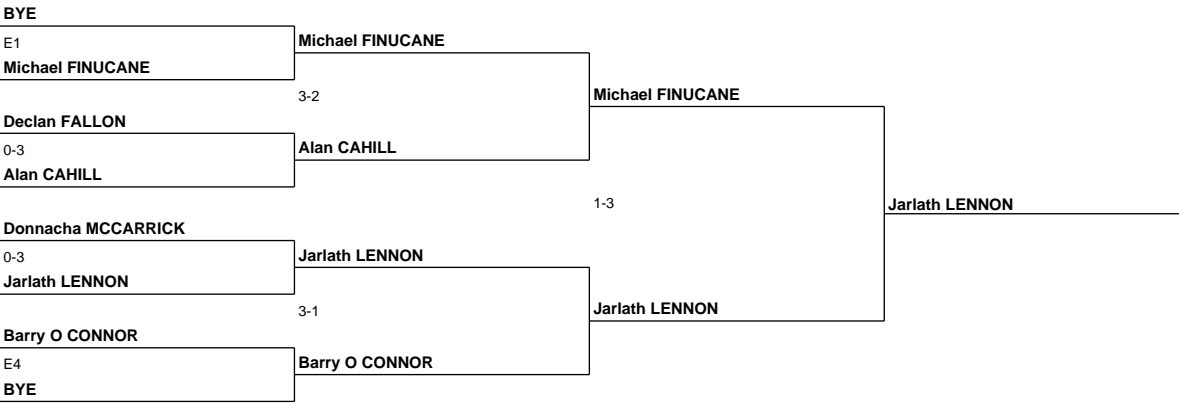 BYE
E1
Michael FINUCANE
Michael FINUCANE
3-2
Michael FINUCANE
Declan FALLON
0-3
Alan CAHILL
Alan CAHILL
1-3
Jarlath LENNON
Donnacha MCCARRICK
0-3
Jarlath LENNON
Jarlath LENNON
3-1
Jarlath LENNON
Barry O CONNOR
E4
Barry O CONNOR
BYE